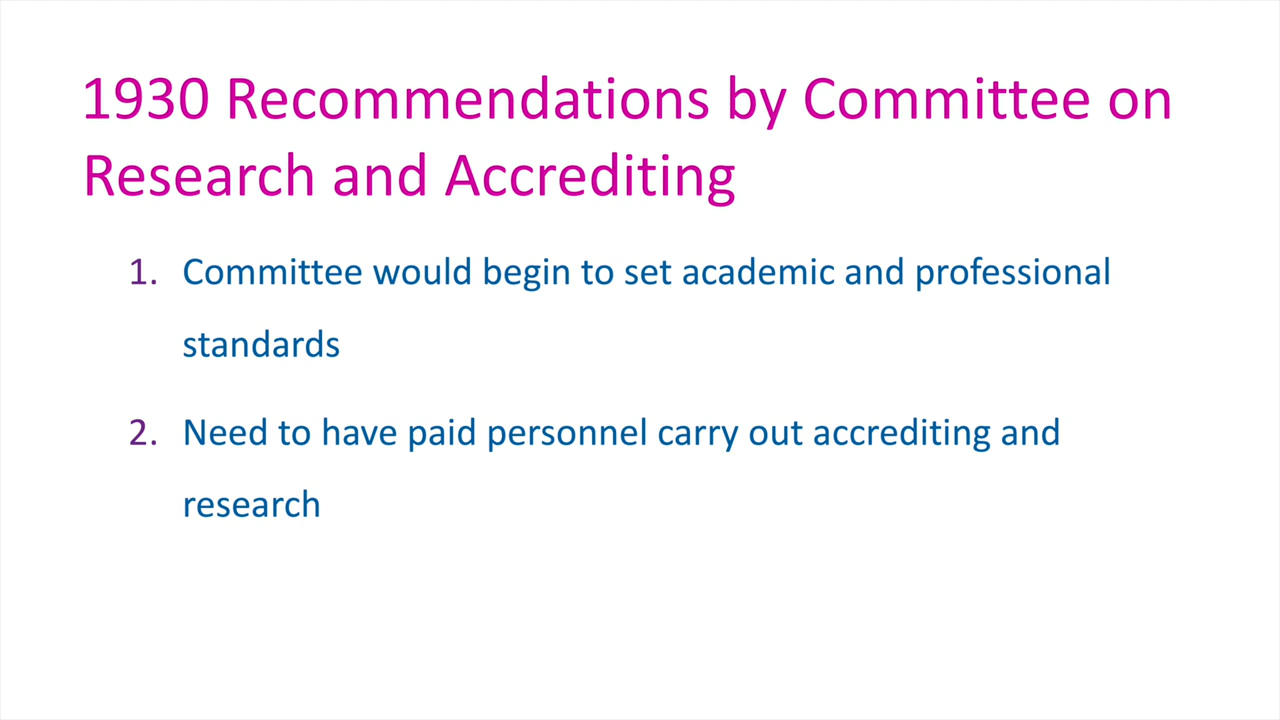 1930 Recommendations by Committee on
Research and Accrediting
1. Committee would begin to set academic and professional
standards
2. Need to have paid personnel carry out accrediting and
research